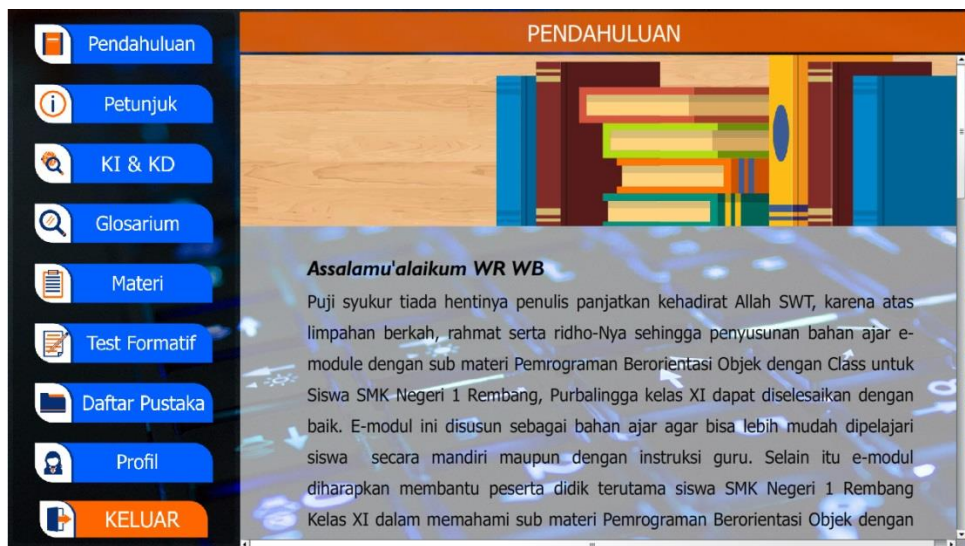 Pendahuluan
Petunjuk
KI & KD
Glosarium
Materi
Test Formatif
Daftar Pustaka
Profil
KELUAR
PENDAHULUAN
Assalamu'alaikum WR WB
Puji syukur tiada hentinya penulis panjatkan kehadirat Allah SWT, karena atas
limpahan berkah, rahmat serta ridho-Nya sehingga penyusunan bahan ajar e-
module dengan sub materi Pemrograman Berorientasi Objek dengan Class untuk
Siswa SMK Negeri 1 Rembang, Purbalingga kelas XI dapat diselesaikan dengan
baik. E-modul ini disusun sebagai bahan ajar agar bisa lebih mudah dipelajari
siswa secara mandiri maupun dengan instruksi guru. Selain itu e-modul
diharapkan membantu peserta didik terutama siswa SMK Negeri 1 Rembang
Kelas XI dalam memahami sub materi Pemrograman Berorientasi Objek dengan